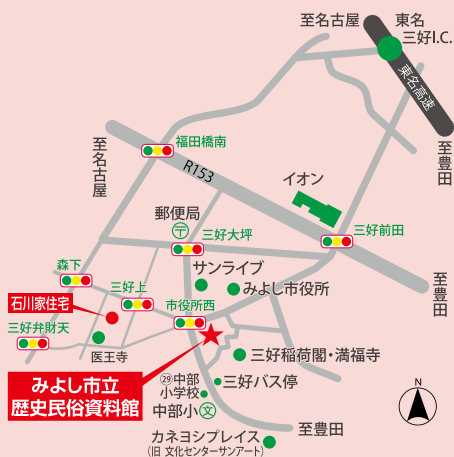 至名古屋
東名
三好I.C.
東名高速
至豊田
福田橋南
至名古屋
R153
イオン
郵便局
〒
三好大坪
三好前田
至豊田
森下
サンライブ
みよし市役所
三好上
石川家住宅
市役所西
三好弁財天
医王寺
三好稲荷閣・満福寺
みよし市立
歴史民俗資料館
㉙中部
小学校
三好バス停
中部小
文
至豊田
カネヨシプレイス
(旧 文化センターサンアート)
N